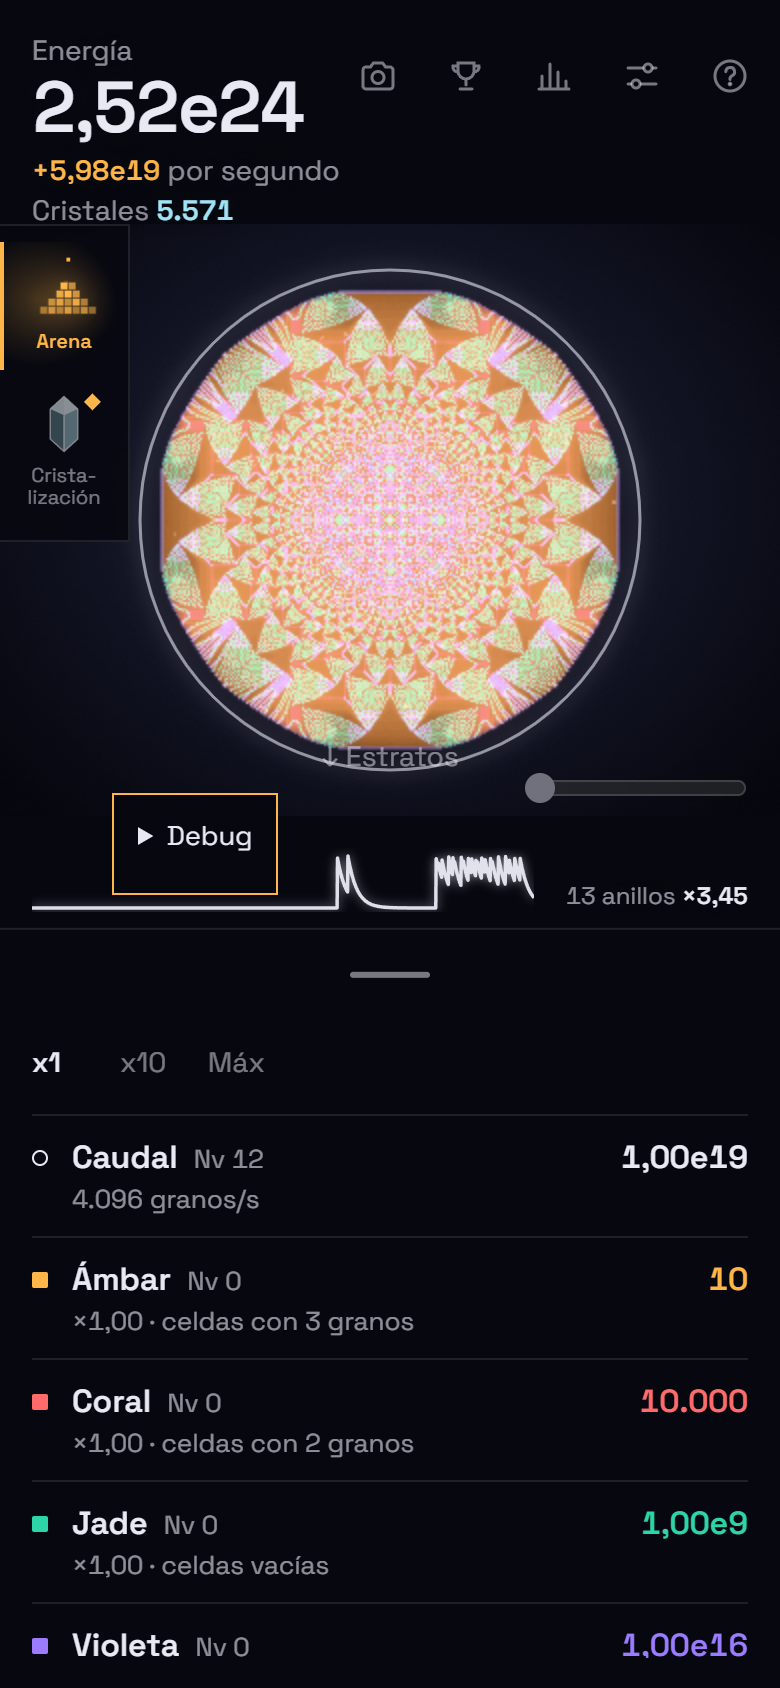 Energía
2,52e24
+5,98e19 por segundo
Cristales 5.571
Arena
Crista-
lización
↓ Estratos
▶ Debug
13 anillos ×3,45
x1 x10 Máx
Caudal Nv 12 1,00e19
4.096 granos/s
Ámbar Nv 0 10
×1,00 · celdas con 3 granos
Coral Nv 0 10.000
×1,00 · celdas con 2 granos
Jade Nv 0 1,00e9
×1,00 · celdas vacías
Violeta Nv 0 1,00e16